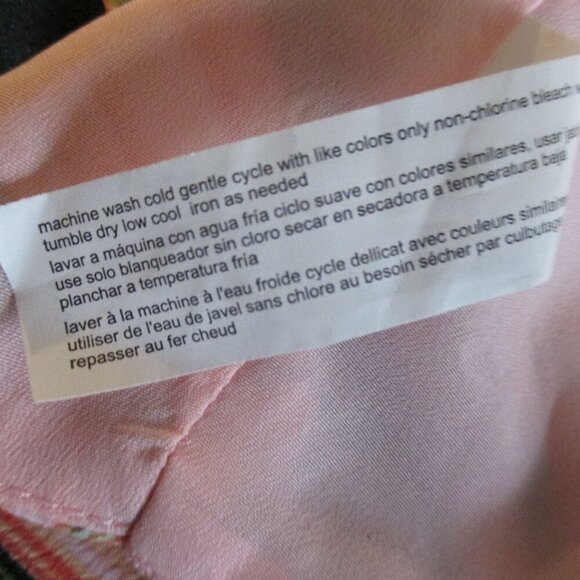 machine wash cold gentle cycle with like colors only non-chlorine bleach
tumble dry low cool iron as needed
lavar a máquina con agua fría ciclo suave con colores similares, usar
use solo blanqueador sin cloro secar en secadora a temperatura baja
planchar a temperatura fría
laver à la machine à l'eau froide cycle dellicat avec couleurs similaire
utiliser de l'eau de javel sans chlore au besoin sécher par culbutage
repasser au fer cheud